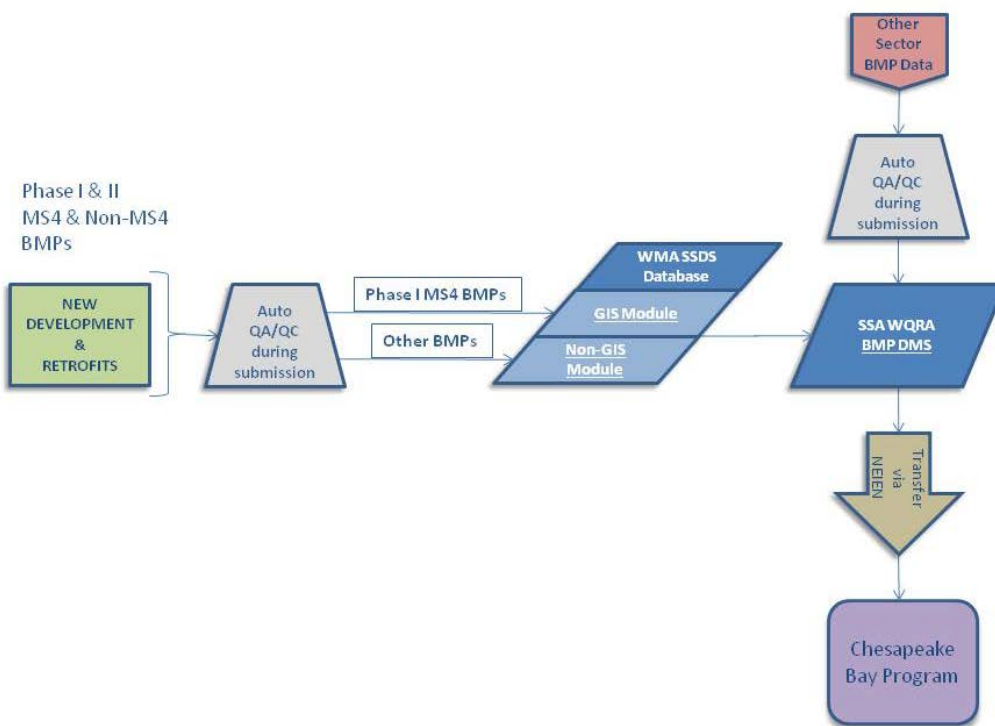 Other
Sector
BMP Data
Auto
QA/QC
during
submission
Phase I & II
MS4 & Non-MS4
BMPs
NEW
DEVELOPMENT
&
RETROFITS
Auto
QA/QC
during
submission
Phase I MS4 BMPs
Other BMPs
WMA SSDS
Database
GIS Module
Non-GIS
Module
SSA WQRA
BMP DMS
Transfer
via
NEIEN
Chesapeake
Bay Program